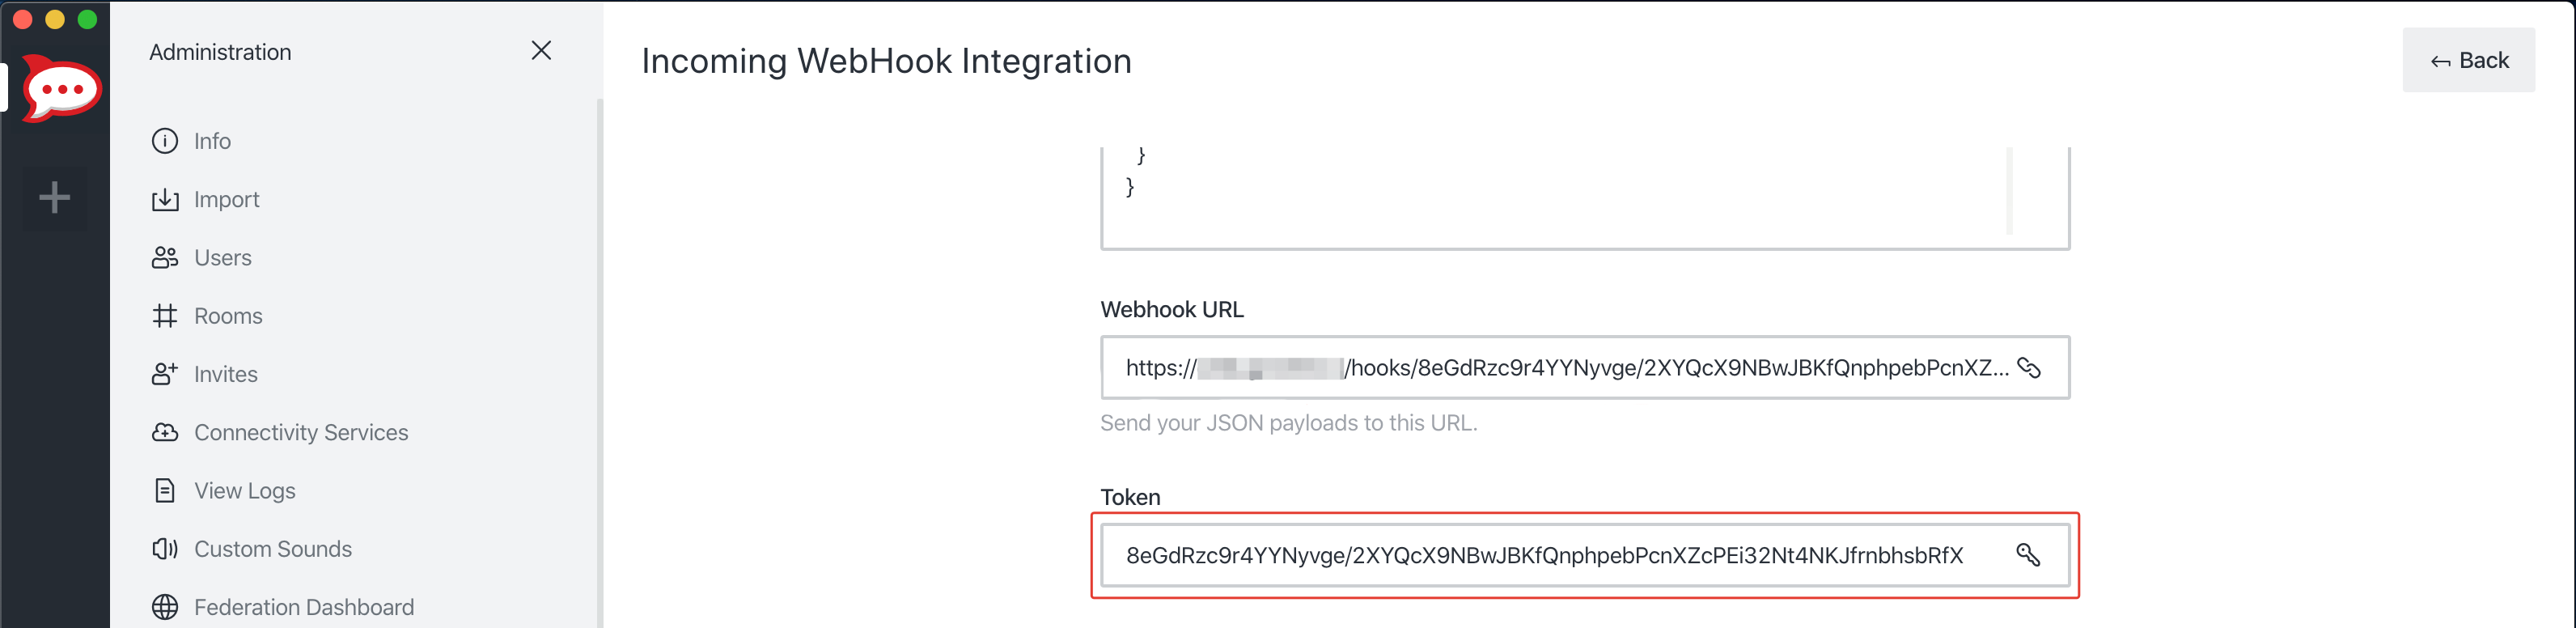 Administration
Info
Import
Users
Rooms
Invites
Connectivity Services
View Logs
Custom Sounds
Federation Dashboard
Incoming WebHook Integration
Back
}
}
Webhook URL
https:// /hooks/8eGdRzc9r4YYNyvge/2XYQcX9NBwJBKfQnphpebPcnXZ...
Send your JSON payloads to this URL.
Token
8eGdRzc9r4YYNyvge/2XYQcX9NBwJBKfQnphpebPcnXZcPEi32Nt4NKJfrnbhsbRfX